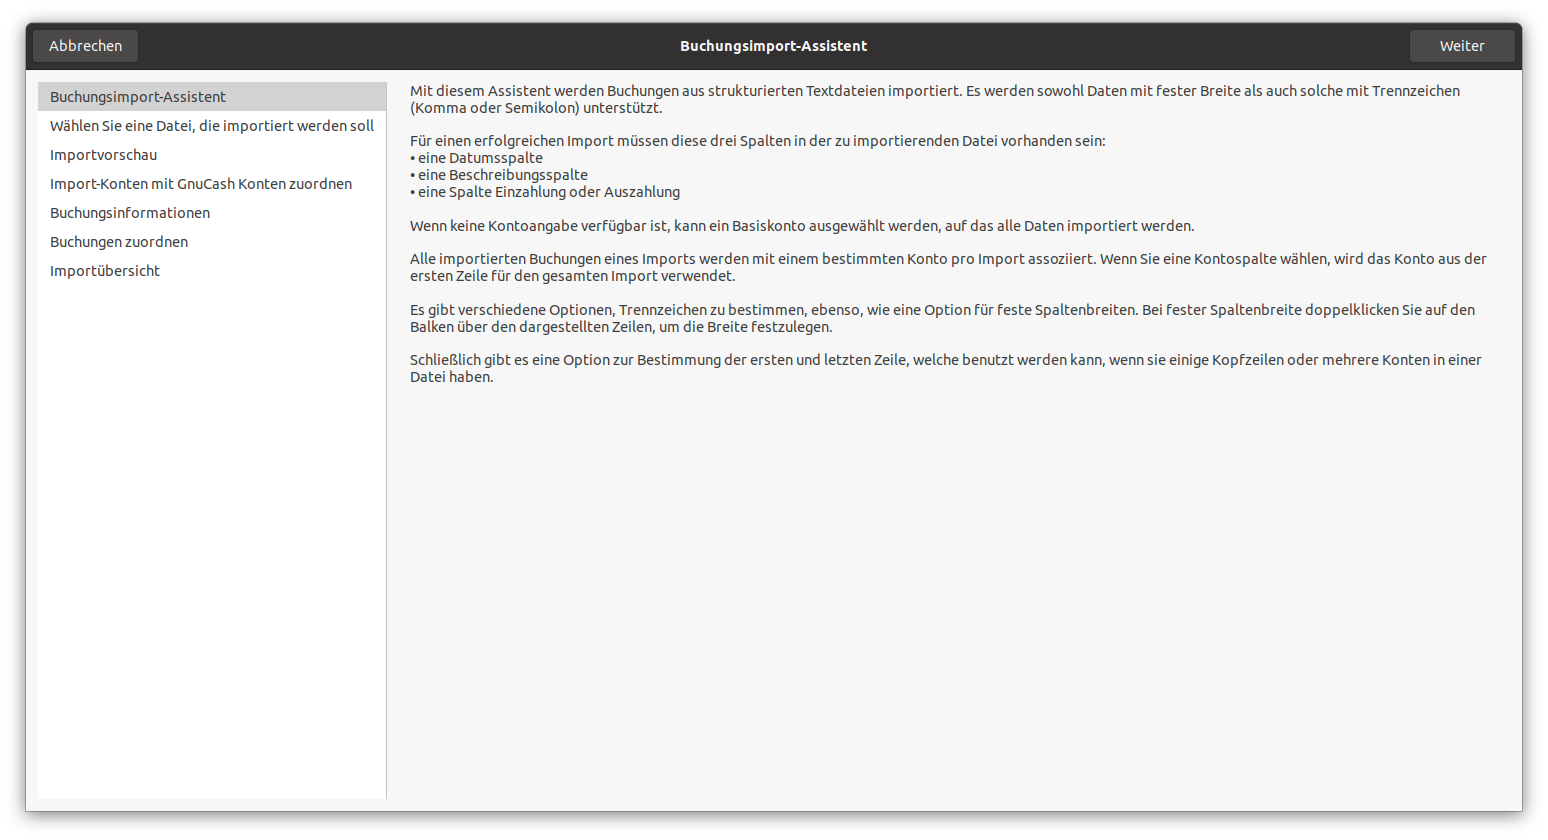 Abbrechen
Buchungsimport-Assistent
Weiter
Buchungsimport-Assistent
Wählen Sie eine Datei, die importiert werden soll
Importvorschau
Import-Konten mit GnuCash Konten zuordnen
Buchungsinformationen
Buchungen zuordnen
Importübersicht
Mit diesem Assistent werden Buchungen aus strukturierten Textdateien importiert. Es werden sowohl Daten mit fester Breite als auch solche mit Trennzeichen
(Komma oder Semikolon) unterstützt.
Für einen erfolgreichen Import müssen diese drei Spalten in der zu importierenden Datei vorhanden sein:
• eine Datumsspalte
• eine Beschreibungsspalte
• eine Spalte Einzahlung oder Auszahlung
Wenn keine Kontoangabe verfügbar ist, kann ein Basiskonto ausgewählt werden, auf das alle Daten importiert werden.
Alle importierten Buchungen eines Imports werden mit einem bestimmten Konto pro Import assoziiert. Wenn Sie eine Kontospalte wählen, wird das Konto aus der
ersten Zeile für den gesamten Import verwendet.
Es gibt verschiedene Optionen, Trennzeichen zu bestimmen, ebenso, wie eine Option für feste Spaltenbreiten. Bei fester Spaltenbreite doppelklicken Sie auf den
Balken über den dargestellten Zeilen, um die Breite festzulegen.
Schließlich gibt es eine Option zur Bestimmung der ersten und letzten Zeile, welche benutzt werden kann, wenn sie einige Kopfzeilen oder mehrere Konten in einer
Datei haben.